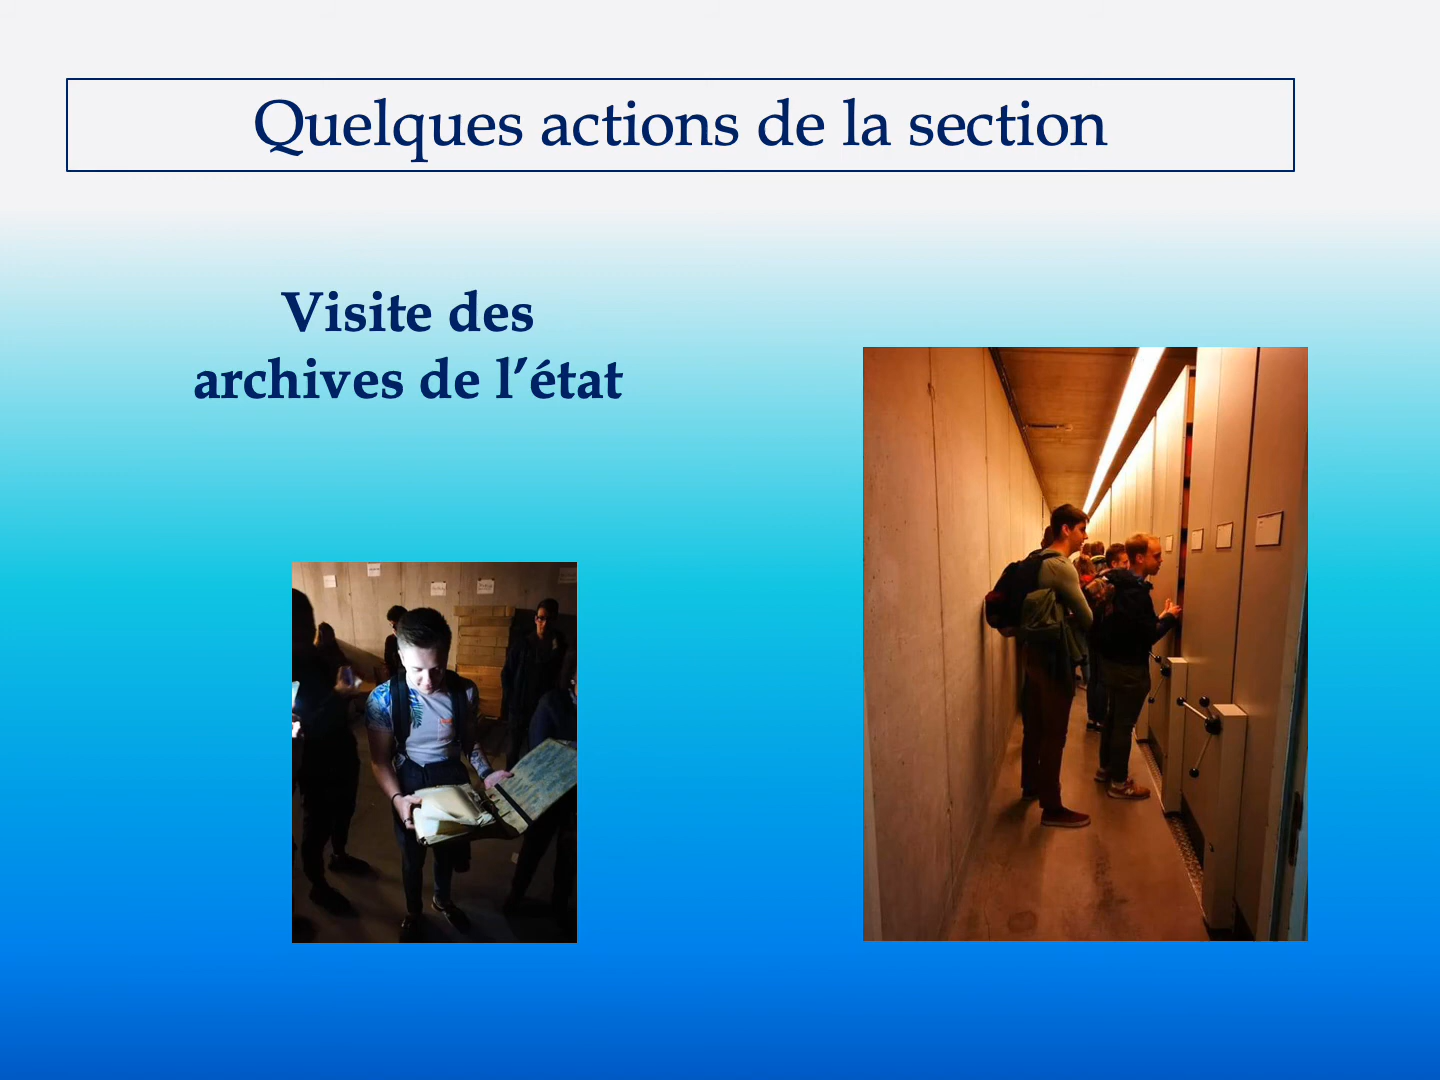 Quelques actions de la section
Visite des
archives de l’état